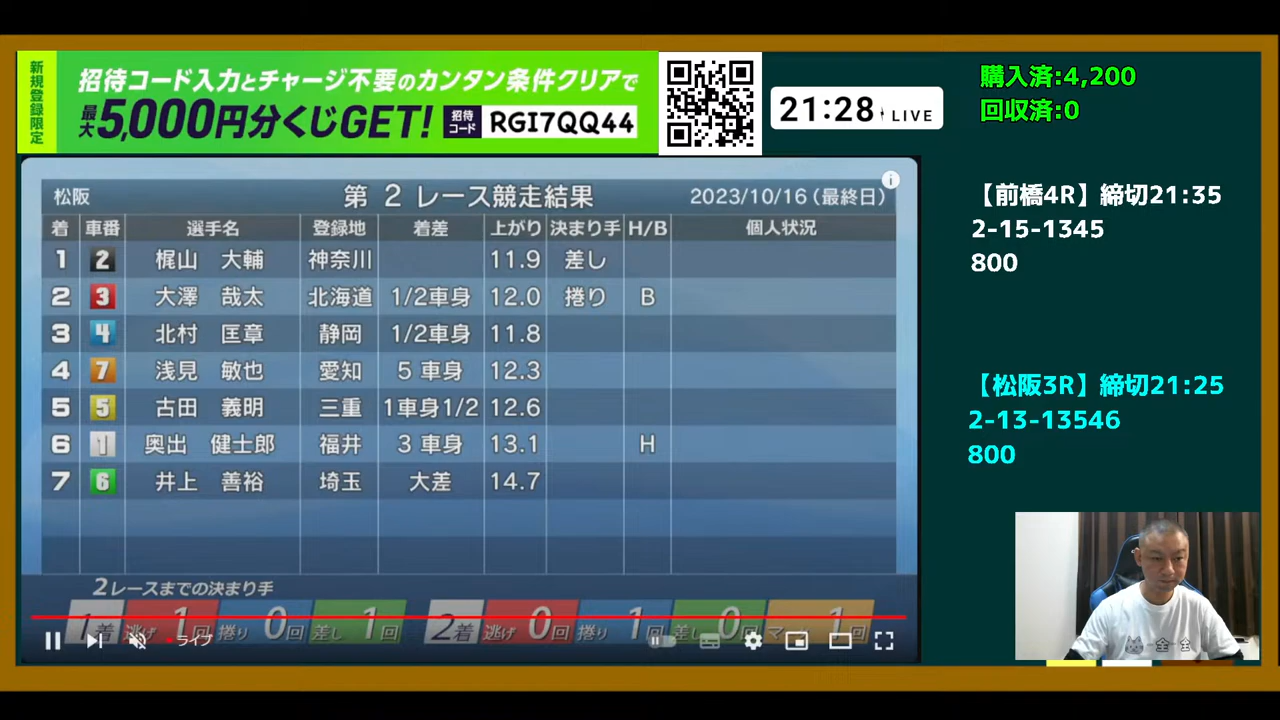 新規登録限定
招待コード入力とチャージ不要のカンタン条件クリアで
最大5,000円分くじGET! 招待コード RGI7QQ44
21:28 LIVE
購入済:4,200
回収済:0
松阪 第 2 レース競走結果 2023/10/16(最終日)
着 車番 選手名 登録地 着差 上がり 決まり手 H/B 個人状況
1 2 梶山 大輔 神奈川 11.9 差し
2 3 大澤 哉太 北海道 1/2車身 12.0 捲り B
3 4 北村 匡章 静岡 1/2車身 11.8
4 7 浅見 敏也 愛知 5 車身 12.3
5 5 古田 義明 三重 1車身1/2 12.6
6 1 奥出 健士郎 福井 3 車身 13.1 H
7 6 井上 善裕 埼玉 大差 14.7
2レースまでの決まり手
1着 逃げ 1回 捲り 0回 差し 1回 2着 逃げ 0回 捲り 1回 差し 0回 マーク 1回
ライブ
【前橋4R】締切21:35
2-15-1345
800
【松阪3R】締切21:25
2-13-13546
800
一全一全